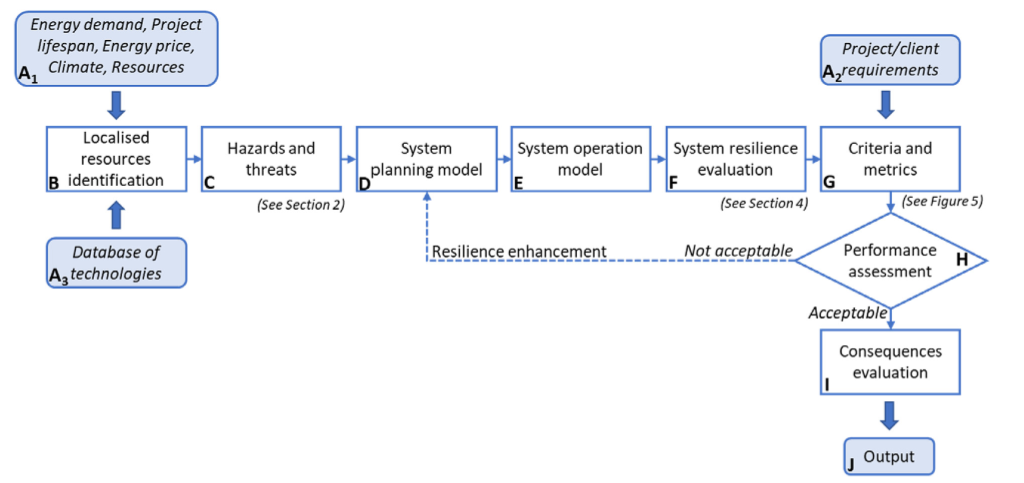 Energy demand, Project
lifespan, Energy price,
Climate, Resources
A1
Project/client
requirements
A2
Localised
resources
identification
B
Hazards and
threats
C
System
planning model
D
System operation
model
E
System resilience
evaluation
F
Criteria and
metrics
G
(See Section 2)
(See Section 4)
(See Figure 5)
Database of
technologies
A3
Resilience enhancement
Not acceptable
Performance
assessment
H
Acceptable
Consequences
evaluation
I
Output
J